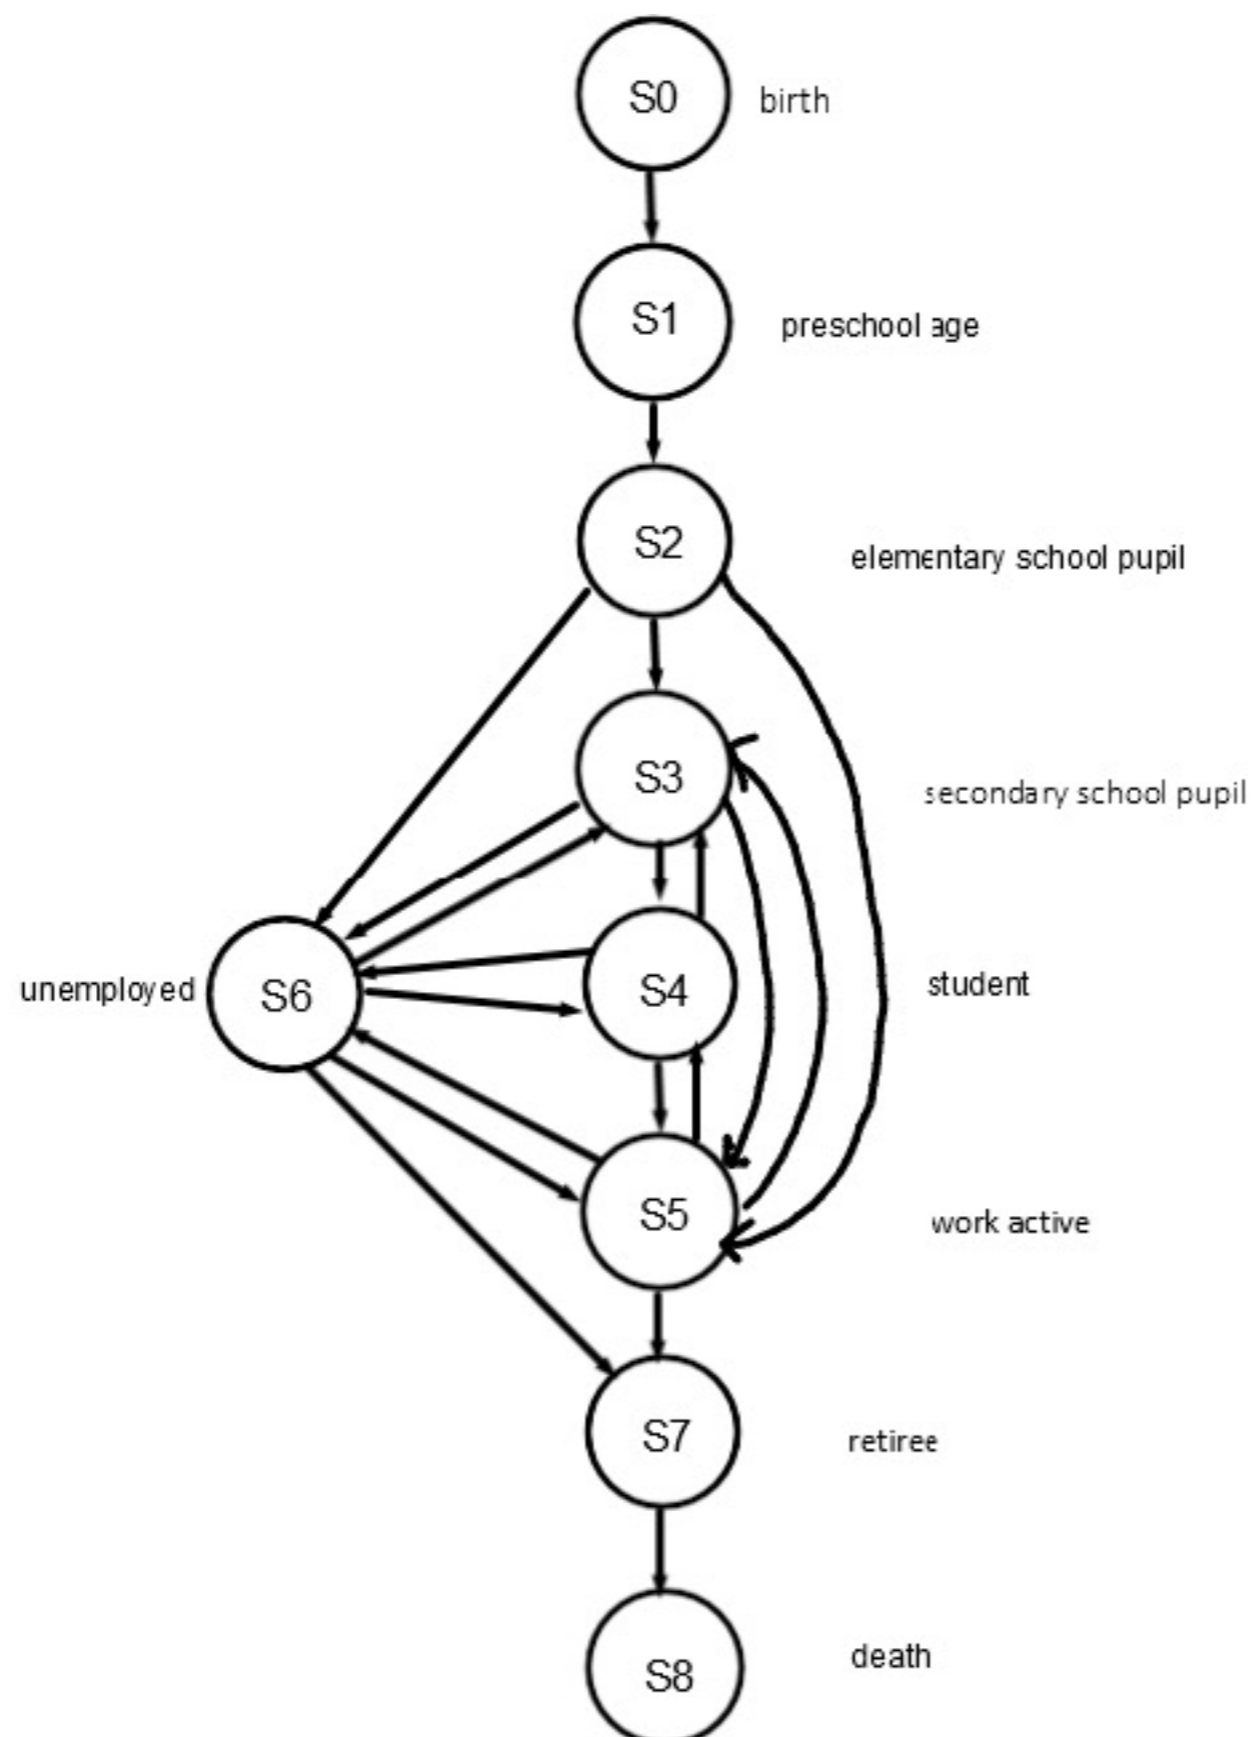 S0 birth
S1 preschool age
S2 elementary school pupil
S3 secondary school pupil
unemployed S6 S4 student
S5 work active
S7 retiree
S8 death